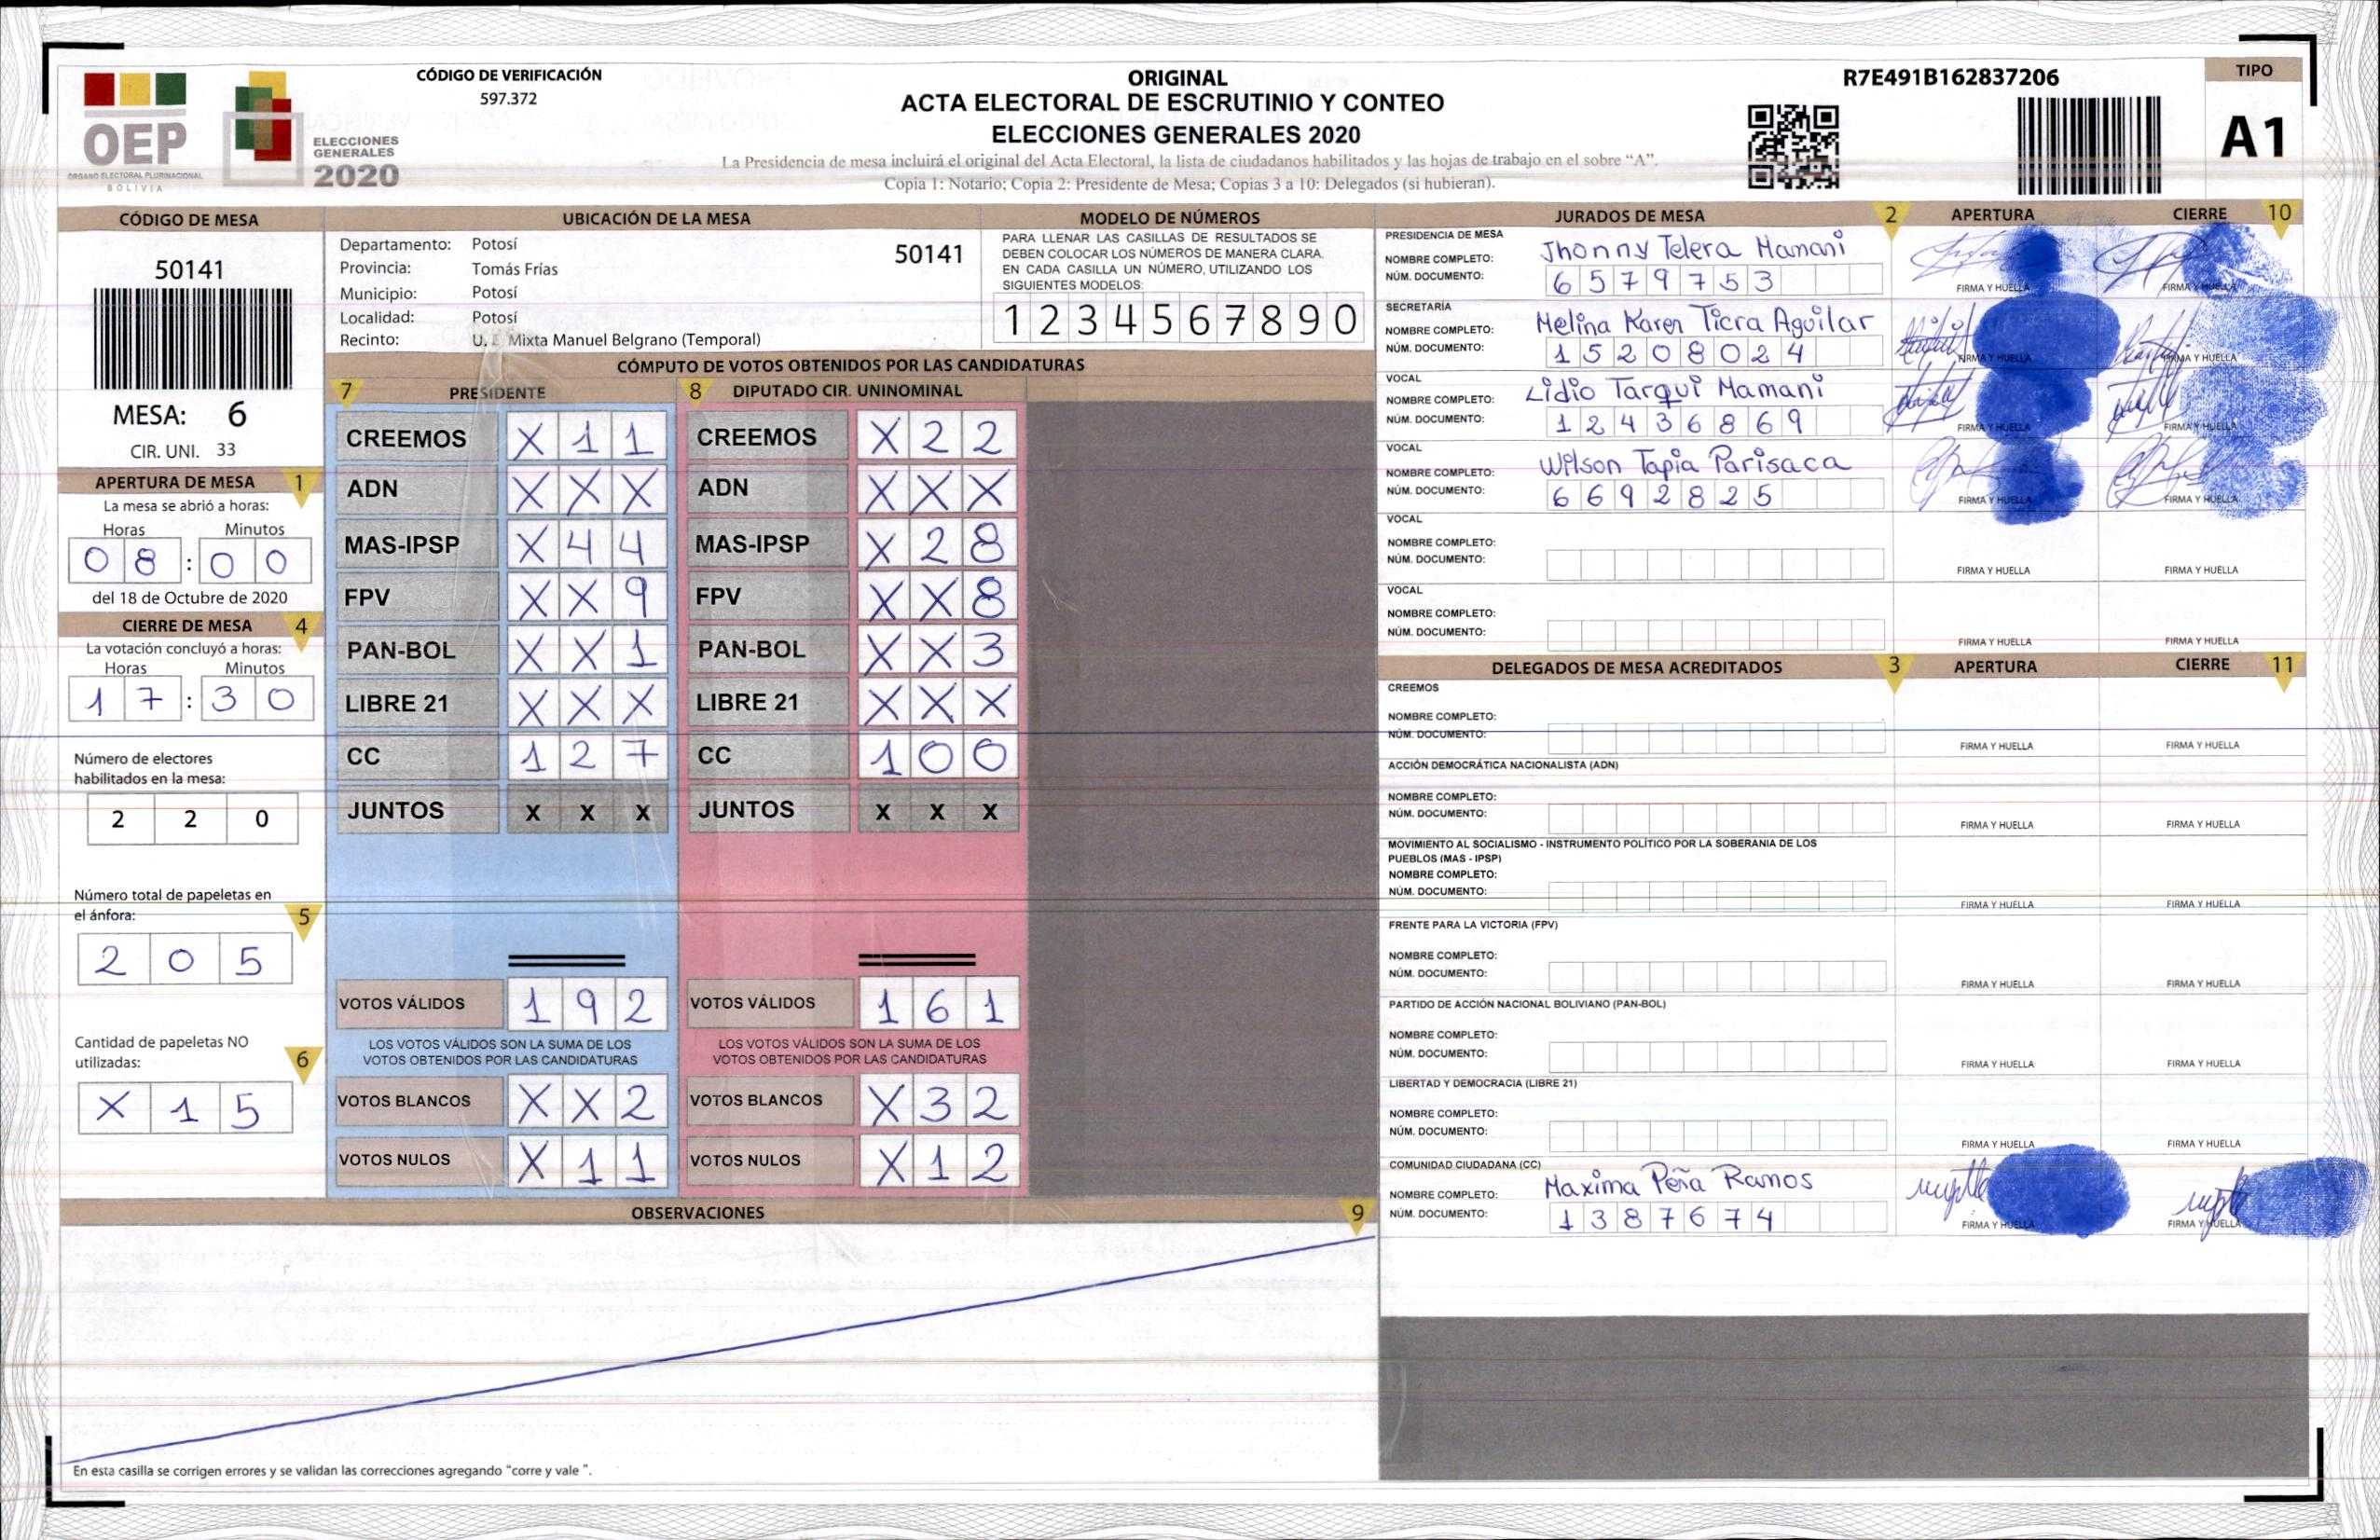 OEP
ORGANO ELECTORAL PLURINACIONAL
BOLIVIA
ELECCIONES
GENERALES
2020
CÓDIGO DE VERIFICACIÓN
597.372
ORIGINAL
ACTA ELECTORAL DE ESCRUTINIO Y CONTEO
ELECCIONES GENERALES 2020
La Presidencia de mesa incluirá el original del Acta Electoral, la lista de ciudadanos habilitados y las hojas de trabajo en el sobre "A".
Copia 1: Notario; Copia 2: Presidente de Mesa; Copias 3 a 10: Delegados (si hubieran).
R7E491B162837206
TIPO
A1
CÓDIGO DE MESA
50141
MESA: 6
CIR. UNI. 33
APERTURA DE MESA 1
La mesa se abrió a horas:
Horas Minutos
08:00
del 18 de Octubre de 2020
CIERRE DE MESA 4
La votación concluyó a horas:
Horas Minutos
17:30
Número de electores
habilitados en la mesa:
2 2 0
Número total de papeletas en
el ánfora: 5
2 0 5
Cantidad de papeletas NO
utilizadas: 6
X 1 5
UBICACIÓN DE LA MESA
Departamento: Potosí 50141
Provincia: Tomás Frías
Municipio: Potosí
Localidad: Potosí
Recinto: U. E Mixta Manuel Belgrano (Temporal)
MODELO DE NÚMEROS
PARA LLENAR LAS CASILLAS DE RESULTADOS SE
DEBEN COLOCAR LOS NÚMEROS DE MANERA CLARA.
EN CADA CASILLA UN NÚMERO, UTILIZANDO LOS
SIGUIENTES MODELOS:
1 2 3 4 5 6 7 8 9 0
CÓMPUTO DE VOTOS OBTENIDOS POR LAS CANDIDATURAS
7 PRESIDENTE 8 DIPUTADO CIR. UNINOMINAL
CREEMOS X 1 1 CREEMOS X 2 2
ADN X X X ADN X X X
MAS-IPSP X 4 4 MAS-IPSP X 2 8
FPV X X 9 FPV X X 8
PAN-BOL X X 1 PAN-BOL X X 3
LIBRE 21 X X X LIBRE 21 X X X
CC 1 2 7 CC 1 0 0
JUNTOS X X X JUNTOS X X X
VOTOS VÁLIDOS 1 9 2 VOTOS VÁLIDOS 1 6 1
LOS VOTOS VÁLIDOS SON LA SUMA DE LOS LOS VOTOS VÁLIDOS SON LA SUMA DE LOS
VOTOS OBTENIDOS POR LAS CANDIDATURAS VOTOS OBTENIDOS POR LAS CANDIDATURAS
VOTOS BLANCOS X X 2 VOTOS BLANCOS X 3 2
VOTOS NULOS X 1 1 VOTOS NULOS X 1 2
OBSERVACIONES 9
En esta casilla se corrigen errores y se validan las correcciones agregando "corre y vale ".
JURADOS DE MESA 2 APERTURA CIERRE 10
PRESIDENCIA DE MESA
NOMBRE COMPLETO: Jhonny Telera Mamani
NÚM. DOCUMENTO: 6579753
FIRMA Y HUELLA FIRMA Y HUELLA
SECRETARÍA
NOMBRE COMPLETO: Melina Karen Ticra Aguilar
NÚM. DOCUMENTO: 15208024
FIRMA Y HUELLA FIRMA Y HUELLA
VOCAL
NOMBRE COMPLETO: Lidio Tarqui Mamani
NÚM. DOCUMENTO: 12436869
FIRMA Y HUELLA FIRMA Y HUELLA
VOCAL
NOMBRE COMPLETO: Wilson Tapia Parisaca
NÚM. DOCUMENTO: 6692825
FIRMA Y HUELLA FIRMA Y HUELLA
VOCAL
NOMBRE COMPLETO:
NÚM. DOCUMENTO:
FIRMA Y HUELLA FIRMA Y HUELLA
VOCAL
NOMBRE COMPLETO:
NÚM. DOCUMENTO:
FIRMA Y HUELLA FIRMA Y HUELLA
DELEGADOS DE MESA ACREDITADOS 3 APERTURA CIERRE 11
CREEMOS
NOMBRE COMPLETO:
NÚM. DOCUMENTO:
FIRMA Y HUELLA FIRMA Y HUELLA
ACCIÓN DEMOCRÁTICA NACIONALISTA (ADN)
NOMBRE COMPLETO:
NÚM. DOCUMENTO:
FIRMA Y HUELLA FIRMA Y HUELLA
MOVIMIENTO AL SOCIALISMO - INSTRUMENTO POLÍTICO POR LA SOBERANIA DE LOS
PUEBLOS (MAS - IPSP)
NOMBRE COMPLETO:
NÚM. DOCUMENTO:
FIRMA Y HUELLA FIRMA Y HUELLA
FRENTE PARA LA VICTORIA (FPV)
NOMBRE COMPLETO:
NÚM. DOCUMENTO:
FIRMA Y HUELLA FIRMA Y HUELLA
PARTIDO DE ACCIÓN NACIONAL BOLIVIANO (PAN-BOL)
NOMBRE COMPLETO:
NÚM. DOCUMENTO:
FIRMA Y HUELLA FIRMA Y HUELLA
LIBERTAD Y DEMOCRACIA (LIBRE 21)
NOMBRE COMPLETO:
NÚM. DOCUMENTO:
FIRMA Y HUELLA FIRMA Y HUELLA
COMUNIDAD CIUDADANA (CC)
NOMBRE COMPLETO: Maxima Peña Ramos
NÚM. DOCUMENTO: 1387674
FIRMA Y HUELLA FIRMA Y HUELLA